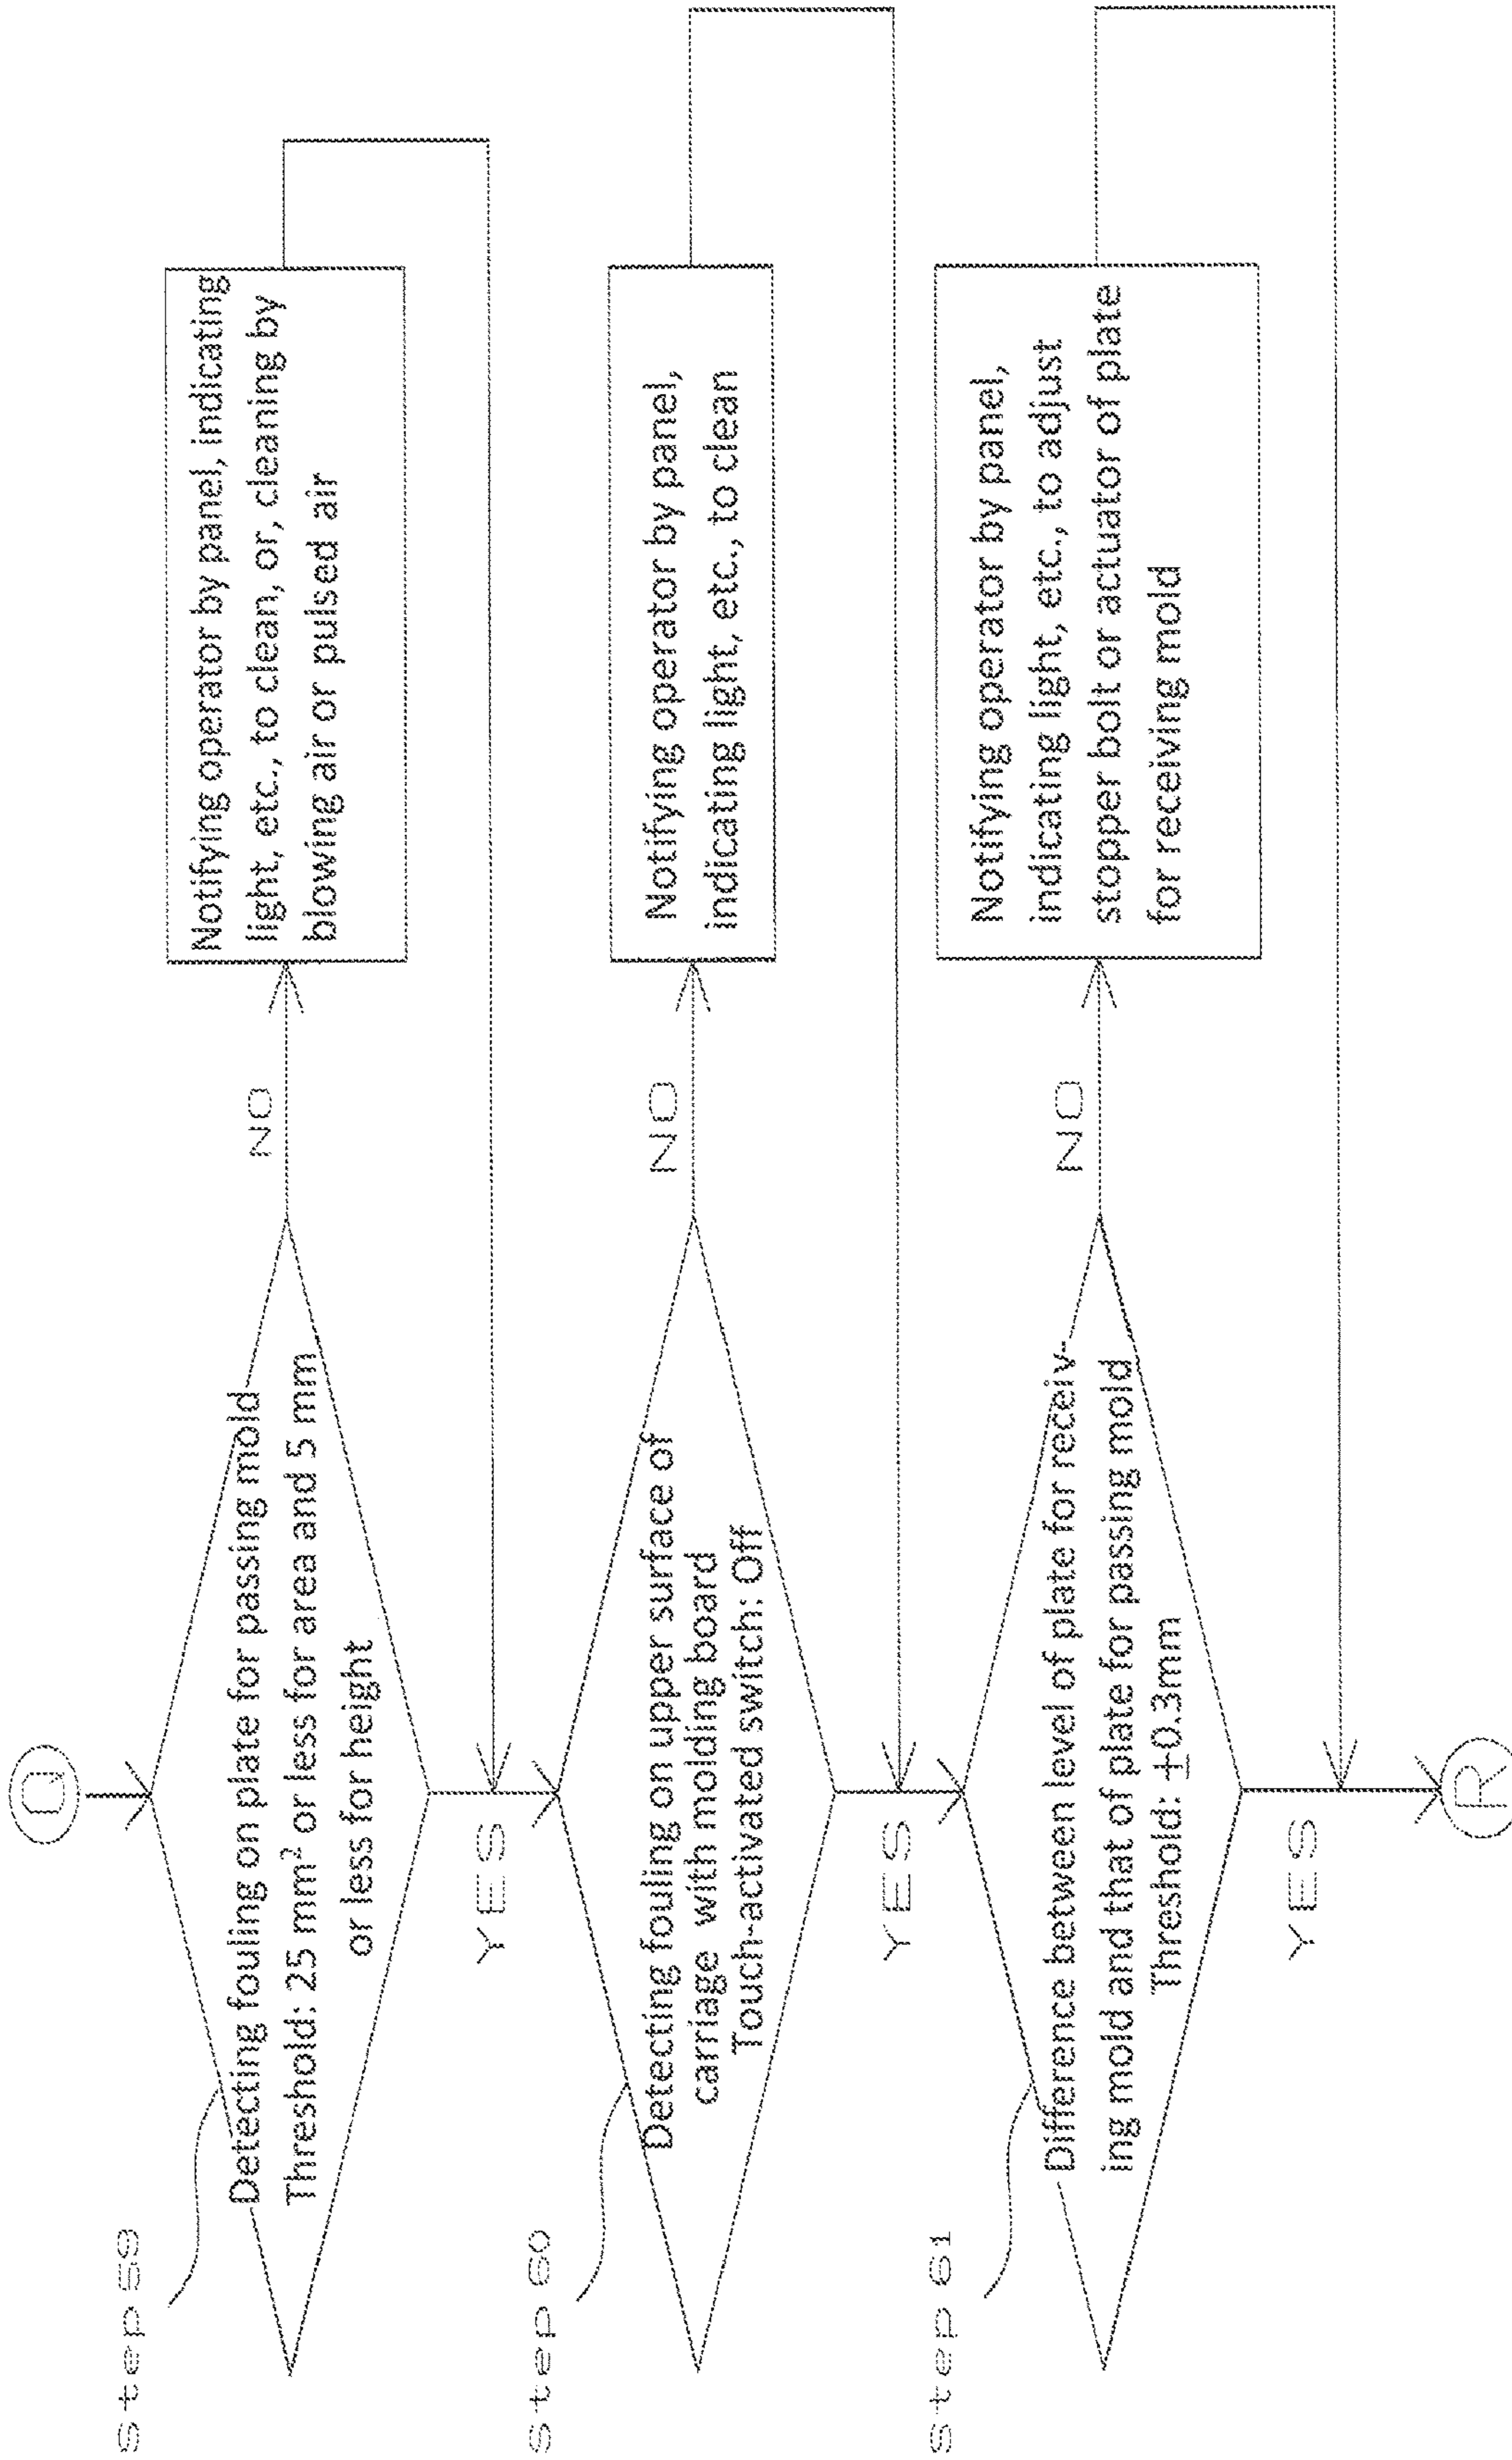 Q
Step 59
Detecting fouling on plate for passing mold
Threshold: 25 mm² or less for area and 5 mm
or less for height
NO
Notifying operator by panel, indicating
light, etc., to clean, or, cleaning by
blowing air or pulsed air
YES
Step 60
Detecting fouling on upper surface of
carriage with molding board
Touch-activated switch: Off
NO
Notifying operator by panel,
indicating light, etc., to clean
YES
Step 61
Difference between level of plate for receiv-
ing mold and that of plate for passing mold
Threshold: ±0.3mm
NO
Notifying operator by panel,
indicating light, etc., to adjust
stopper bolt or actuator of plate
for receiving mold
YES
R